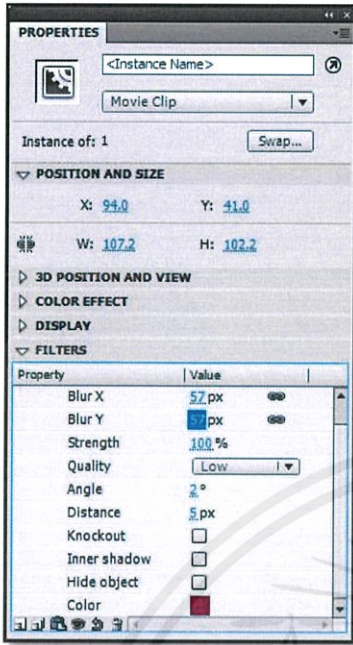 PROPERTIES
<Instance Name>
Movie Clip
Instance of: 1 Swap...
POSITION AND SIZE
X: 94.0 Y: 41.0
W: 107.2 H: 102.2
3D POSITION AND VIEW
COLOR EFFECT
DISPLAY
FILTERS
Property Value
Blur X 57 px
Blur Y 57 px
Strength 100 %
Quality Low
Angle 2°
Distance 5 px
Knockout
Inner shadow
Hide object
Color